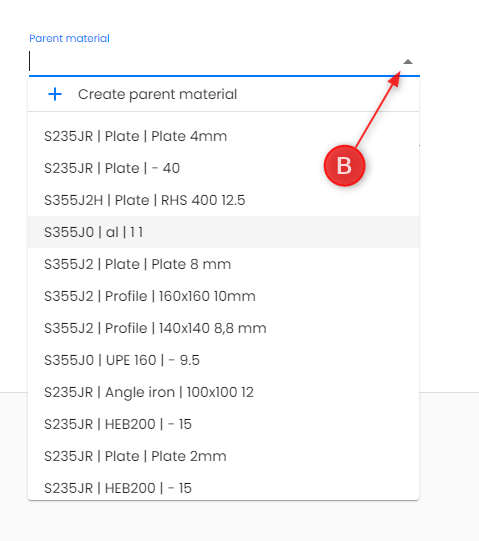 Parent material
Create parent material
S235JR | Plate | Plate 4mm
S235JR | Plate | - 40
B
S355J2H | Plate | RHS 400 12.5
S355J0 | al | 1 1
S355J2 | Plate | Plate 8 mm
S355J2 | Profile | 160x160 10mm
S355J2 | Profile | 140x140 8,8 mm
S355J0 | UPE 160 | - 9.5
S235JR | Angle iron | 100x100 12
S235JR | HEB200 | - 15
S235JR | Plate | Plate 2mm
S235JR | HEB200 | - 15